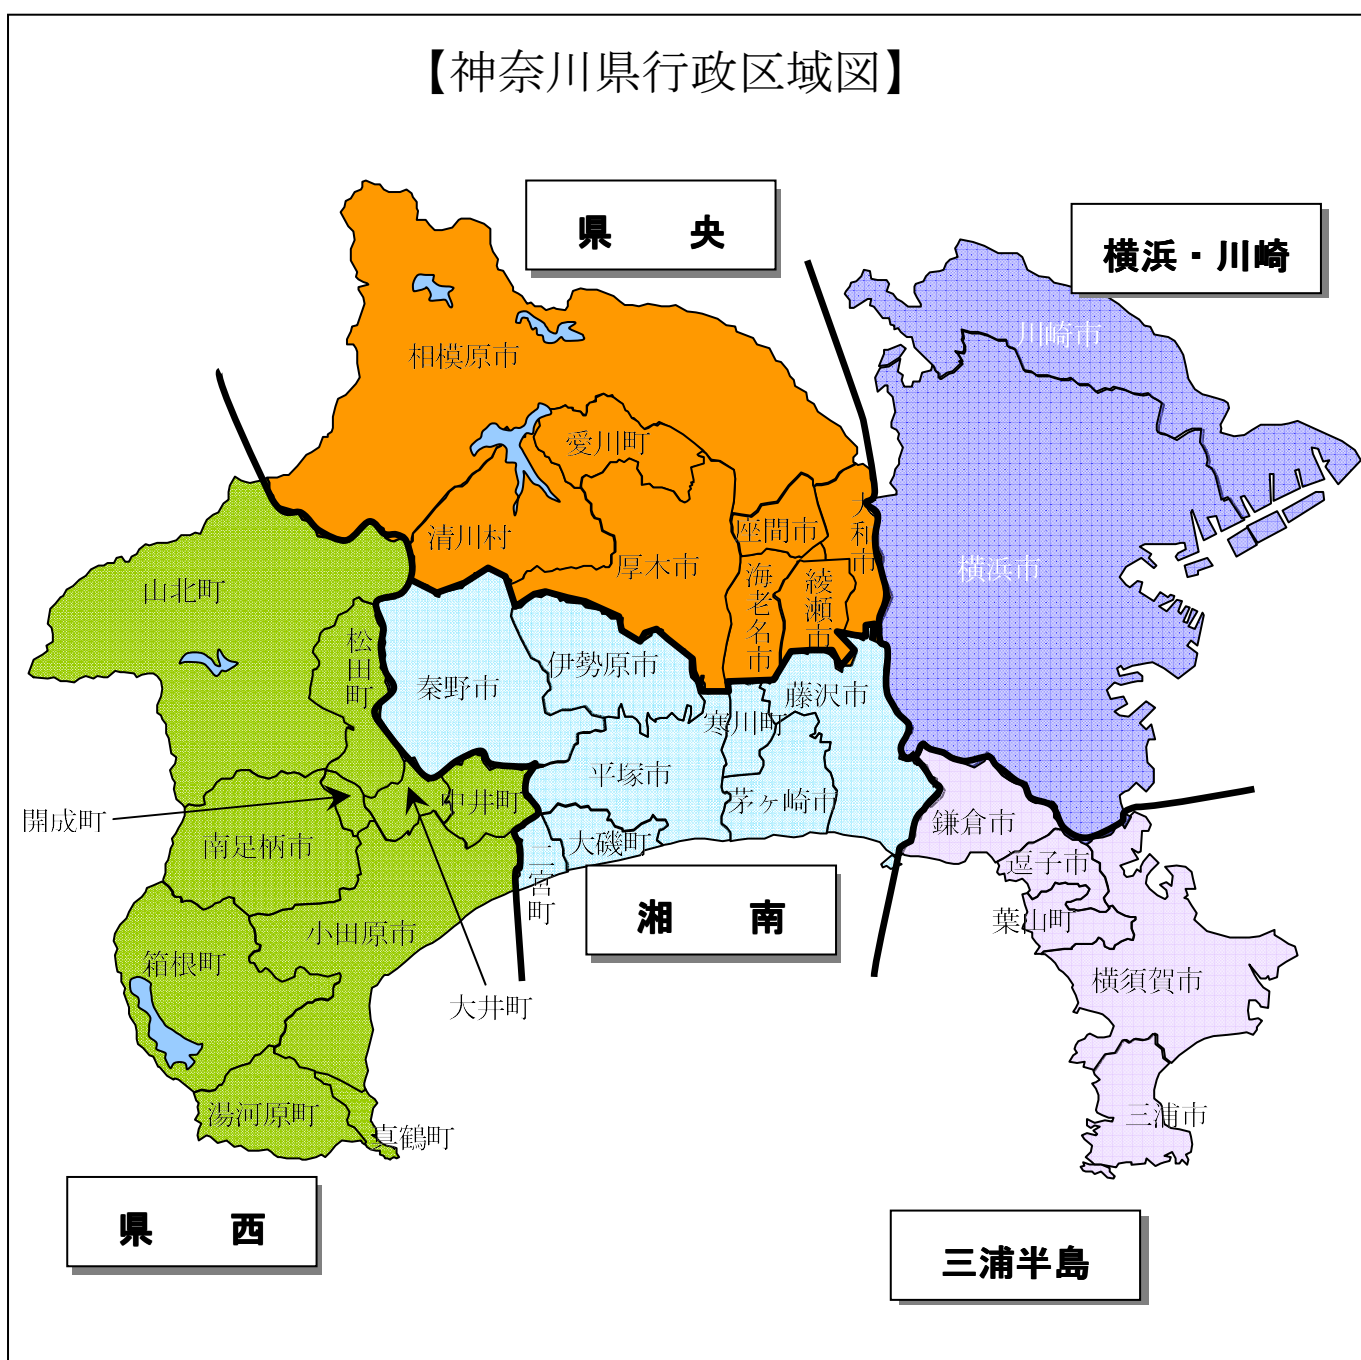 【神奈川県行政区域図】
県　　央
横浜・川崎
川崎市
相模原市
愛川町
大和市
座間市
清川村
厚木市
横浜市
海老名市
綾瀬市
山北町
松田町
伊勢原市
秦野市
藤沢市
寒川町
平塚市
茅ヶ崎市
中井町
開成町
鎌倉市
南足柄市
大磯町
二宮町
逗子市
湘　　南
葉山町
小田原市
箱根町
横須賀市
大井町
湯河原町
三浦市
真鶴町
県　　西
三浦半島